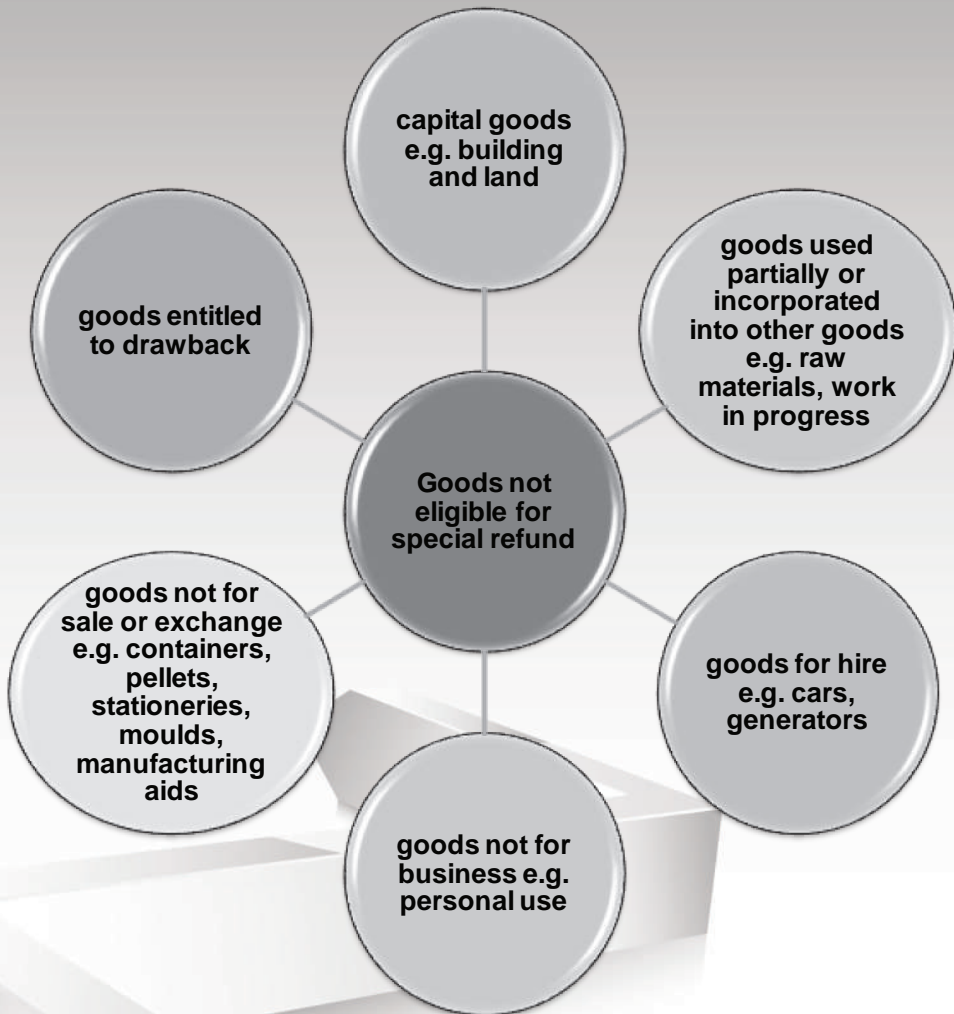 capital goods
e.g. building
and land
goods used
partially or
incorporated
into other goods
e.g. raw
materials, work
in progress
goods entitled
to drawback
Goods not
eligible for
special refund
goods not for
sale or exchange
e.g. containers,
pellets,
stationeries,
moulds,
manufacturing
aids
goods for hire
e.g. cars,
generators
goods not for
business e.g.
personal use